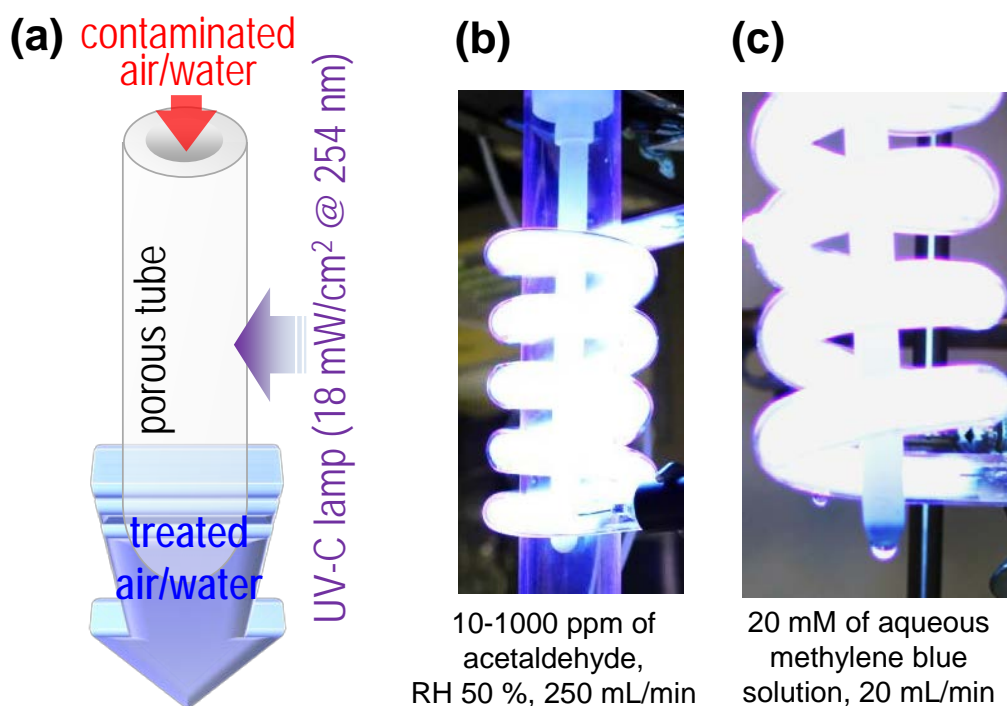 (a)
contaminated
air/water
porous tube
UV-C lamp (18 mW/cm² @ 254 nm)
treated
air/water
(b)
10-1000 ppm of
acetaldehyde,
RH 50 %, 250 mL/min
(c)
20 mM of aqueous
methylene blue
solution, 20 mL/min